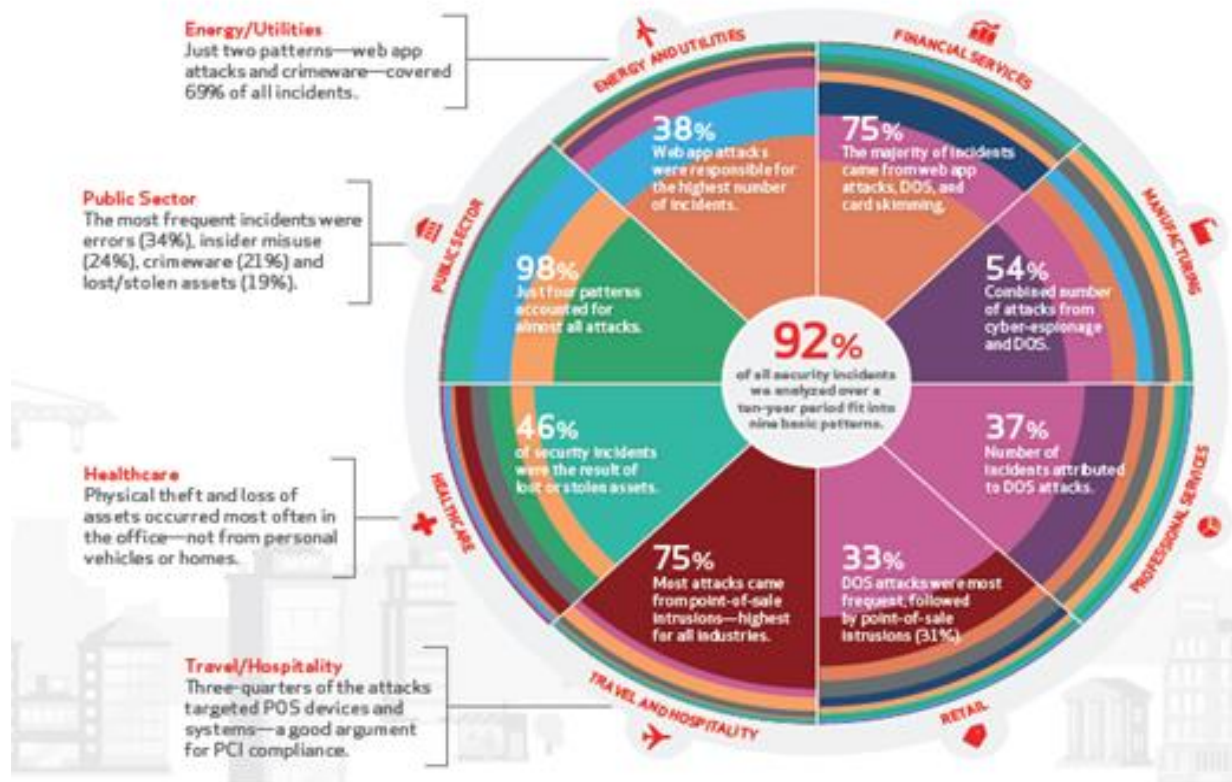 Energy/Utilities
Just two patterns—web app
attacks and crimeware—covered
69% of all incidents.
Public Sector
The most frequent incidents were
errors (34%), insider misuse
(24%), crimeware (21%) and
lost/stolen assets (19%).
Healthcare
Physical theft and loss of
assets occurred most often in
the office—not from personal
vehicles or homes.
Travel/Hospitality
Three-quarters of the attacks
targeted POS devices and
systems—a good argument
for PCI compliance.
ENERGY AND UTILITIES
38%
Web app attacks
were responsible for
the highest number
of incidents.
FINANCIAL SERVICES
75%
The majority of incidents
came from web app
attacks, DOS, and
card skimming.
MANUFACTURING
54%
Combined number
of attacks from
cyber-espionage
and DOS.
PROFESSIONAL SERVICES
37%
Number of
incidents attributed
to DOS attacks.
RETAIL
33%
DOS attacks were most
frequent, followed
by point-of-sale
intrusions (31%).
TRAVEL AND HOSPITALITY
75%
Most attacks came
from point-of-sale
intrusions—highest
for all industries.
HEALTHCARE
46%
of security incidents
were the result of
lost or stolen assets.
PUBLIC SECTOR
98%
Just four patterns
accounted for
almost all attacks.
92%
of all security incidents
we analyzed over a
ten-year period fit into
nine basic patterns.